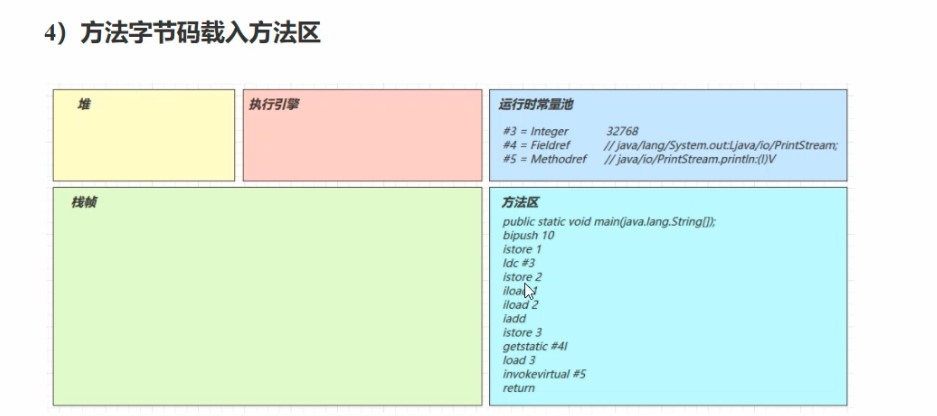 4）方法字节码载入方法区
堆
执行引擎
运行时常量池
#3 = Integer 32768
#4 = Fieldref // java/lang/System.out:Ljava/io/PrintStream;
#5 = Methodref // java/io/PrintStream.println:(I)V
栈帧
方法区
public static void main(java.lang.String[]);
bipush 10
istore 1
ldc #3
istore 2
iload 1
iload 2
iadd
istore 3
getstatic #4I
load 3
invokevirtual #5
return